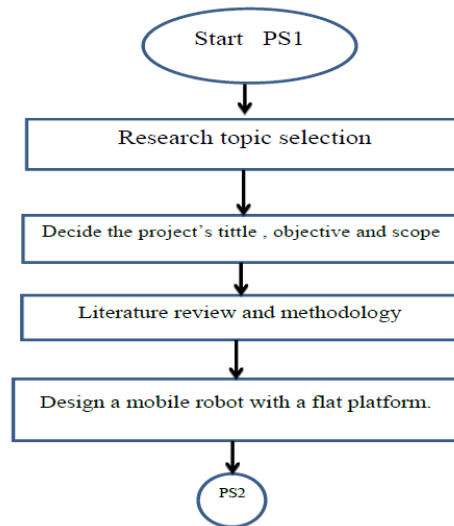 Start PS1
Research topic selection
Decide the project's tittle , objective and scope
Literature review and methodology
Design a mobile robot with a flat platform.
PS2